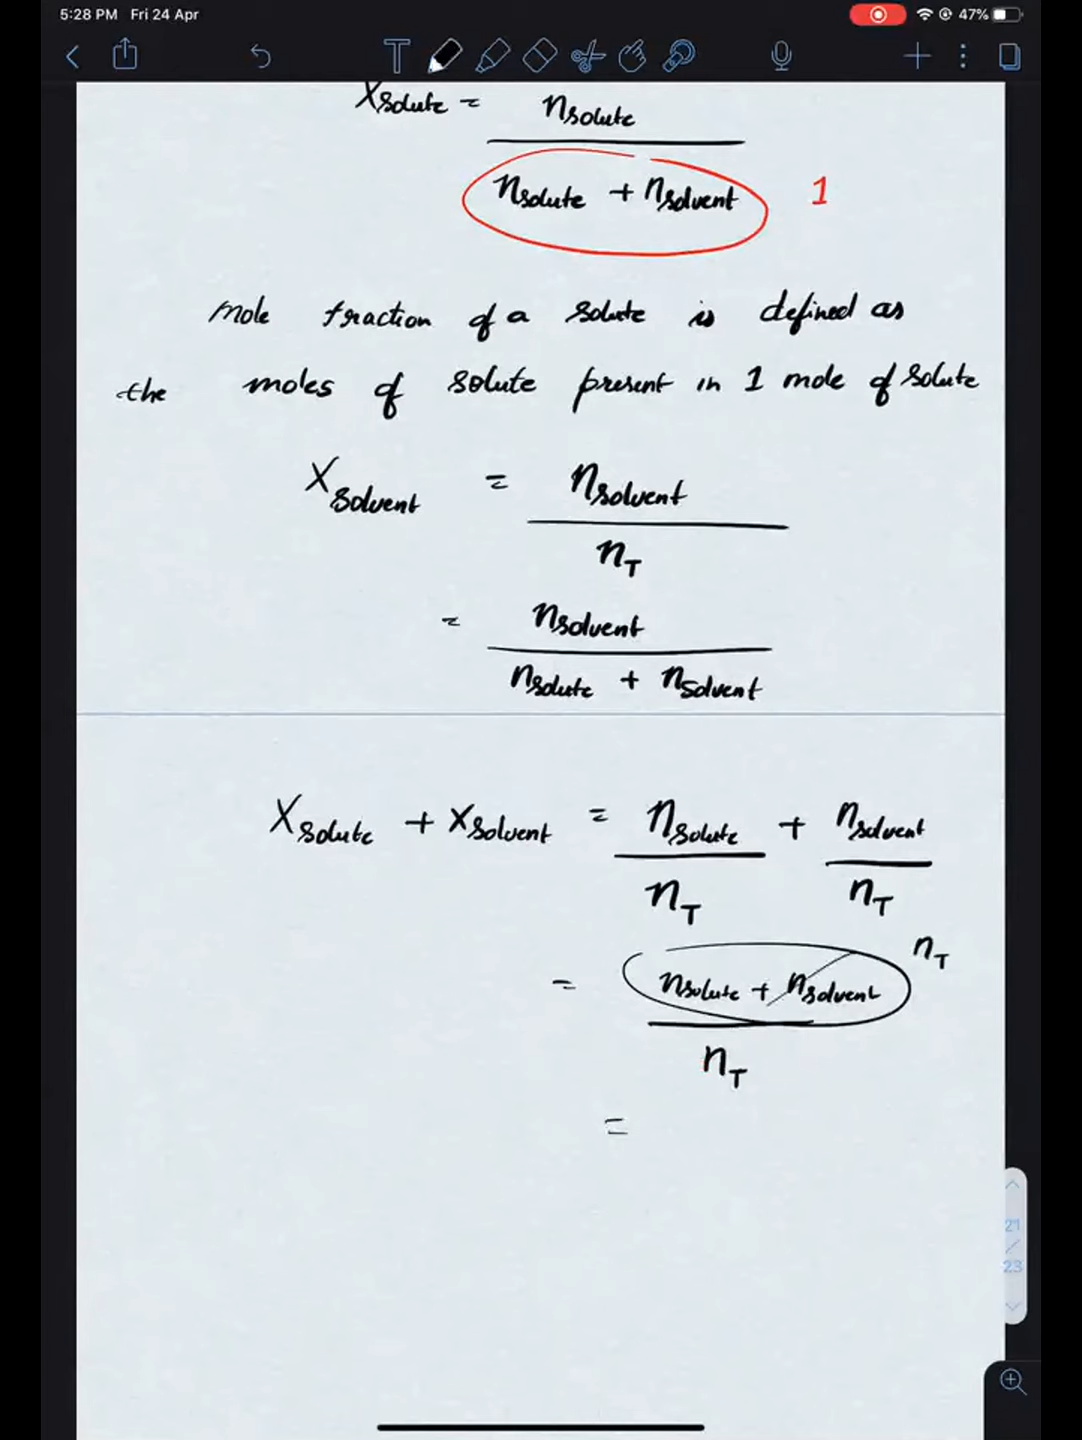 5:28 PM Fri 24 Apr 47%
T
Xsolute = nsolute
nsolute + nsolvent 1
mole fraction of a solute is defined as
the moles of solute present in 1 mole of solute
Xsolvent = nsolvent
nT
= nsolvent
nsolute + nsolvent
Xsolute + Xsolvent = nsolute + nsolvent
nT nT
nT
= nsolute + nsolvent
nT
=
21
/
23